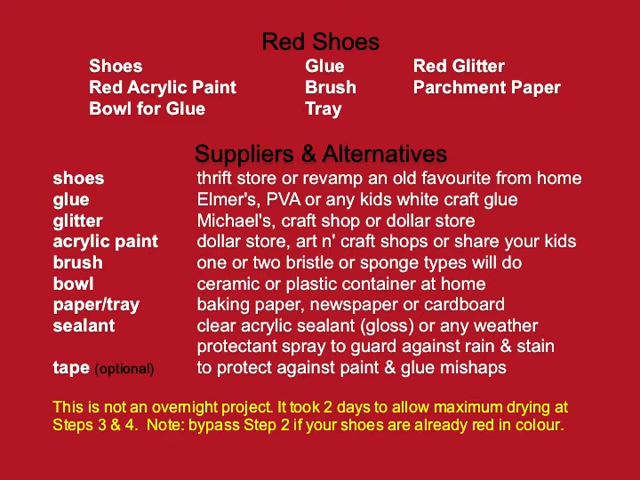 Red Shoes
Shoes Glue Red Glitter
Red Acrylic Paint Brush Parchment Paper
Bowl for Glue Tray
Suppliers & Alternatives
shoes thrift store or revamp an old favourite from home
glue Elmer's, PVA or any kids white craft glue
glitter Michael's, craft shop or dollar store
acrylic paint dollar store, art n' craft shops or share your kids
brush one or two bristle or sponge types will do
bowl ceramic or plastic container at home
paper/tray baking paper, newspaper or cardboard
sealant clear acrylic sealant (gloss) or any weather
protectant spray to guard against rain & stain
tape (optional) to protect against paint & glue mishaps
This is not an overnight project. It took 2 days to allow maximum drying at
Steps 3 & 4. Note: bypass Step 2 if your shoes are already red in colour.